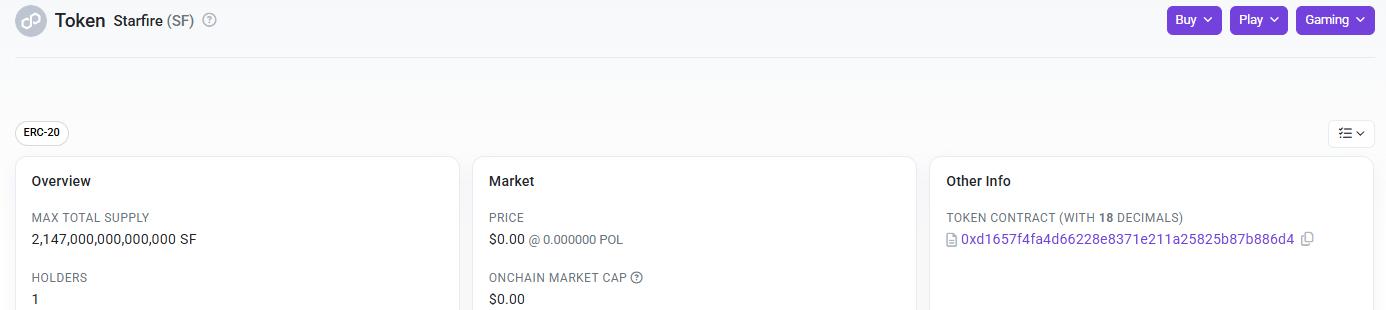 Token Starfire (SF)
Buy Play Gaming
ERC-20
Overview
MAX TOTAL SUPPLY
2,147,000,000,000,000 SF
HOLDERS
1
Market
PRICE
$0.00 @ 0.000000 POL
ONCHAIN MARKET CAP
$0.00
Other Info
TOKEN CONTRACT (WITH 18 DECIMALS)
0xd1657f4fa4d66228e8371e211a25825b87b886d4